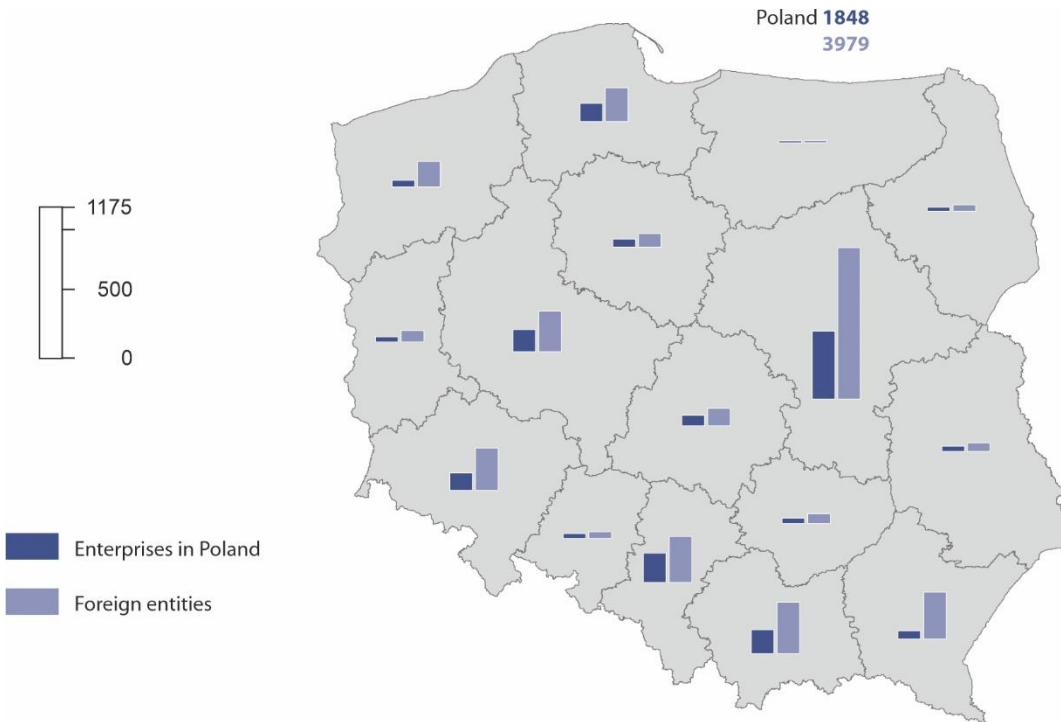 Poland 1848
3979
1175
500
0
Enterprises in Poland
Foreign entities